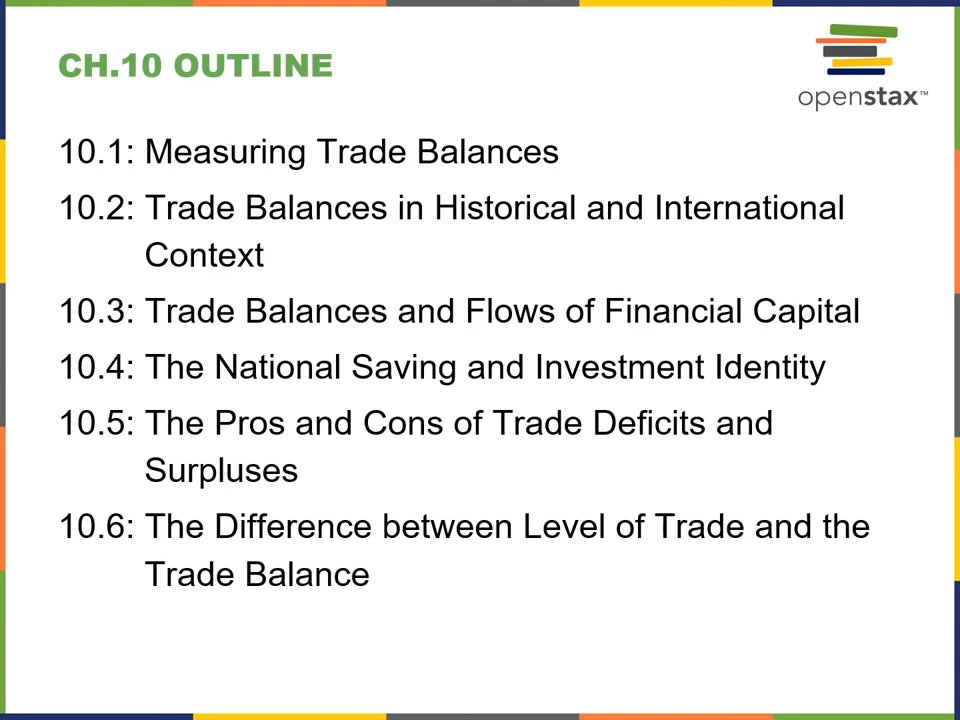 CH.10 OUTLINE
openstax™
10.1: Measuring Trade Balances
10.2: Trade Balances in Historical and International
Context
10.3: Trade Balances and Flows of Financial Capital
10.4: The National Saving and Investment Identity
10.5: The Pros and Cons of Trade Deficits and
Surpluses
10.6: The Difference between Level of Trade and the
Trade Balance